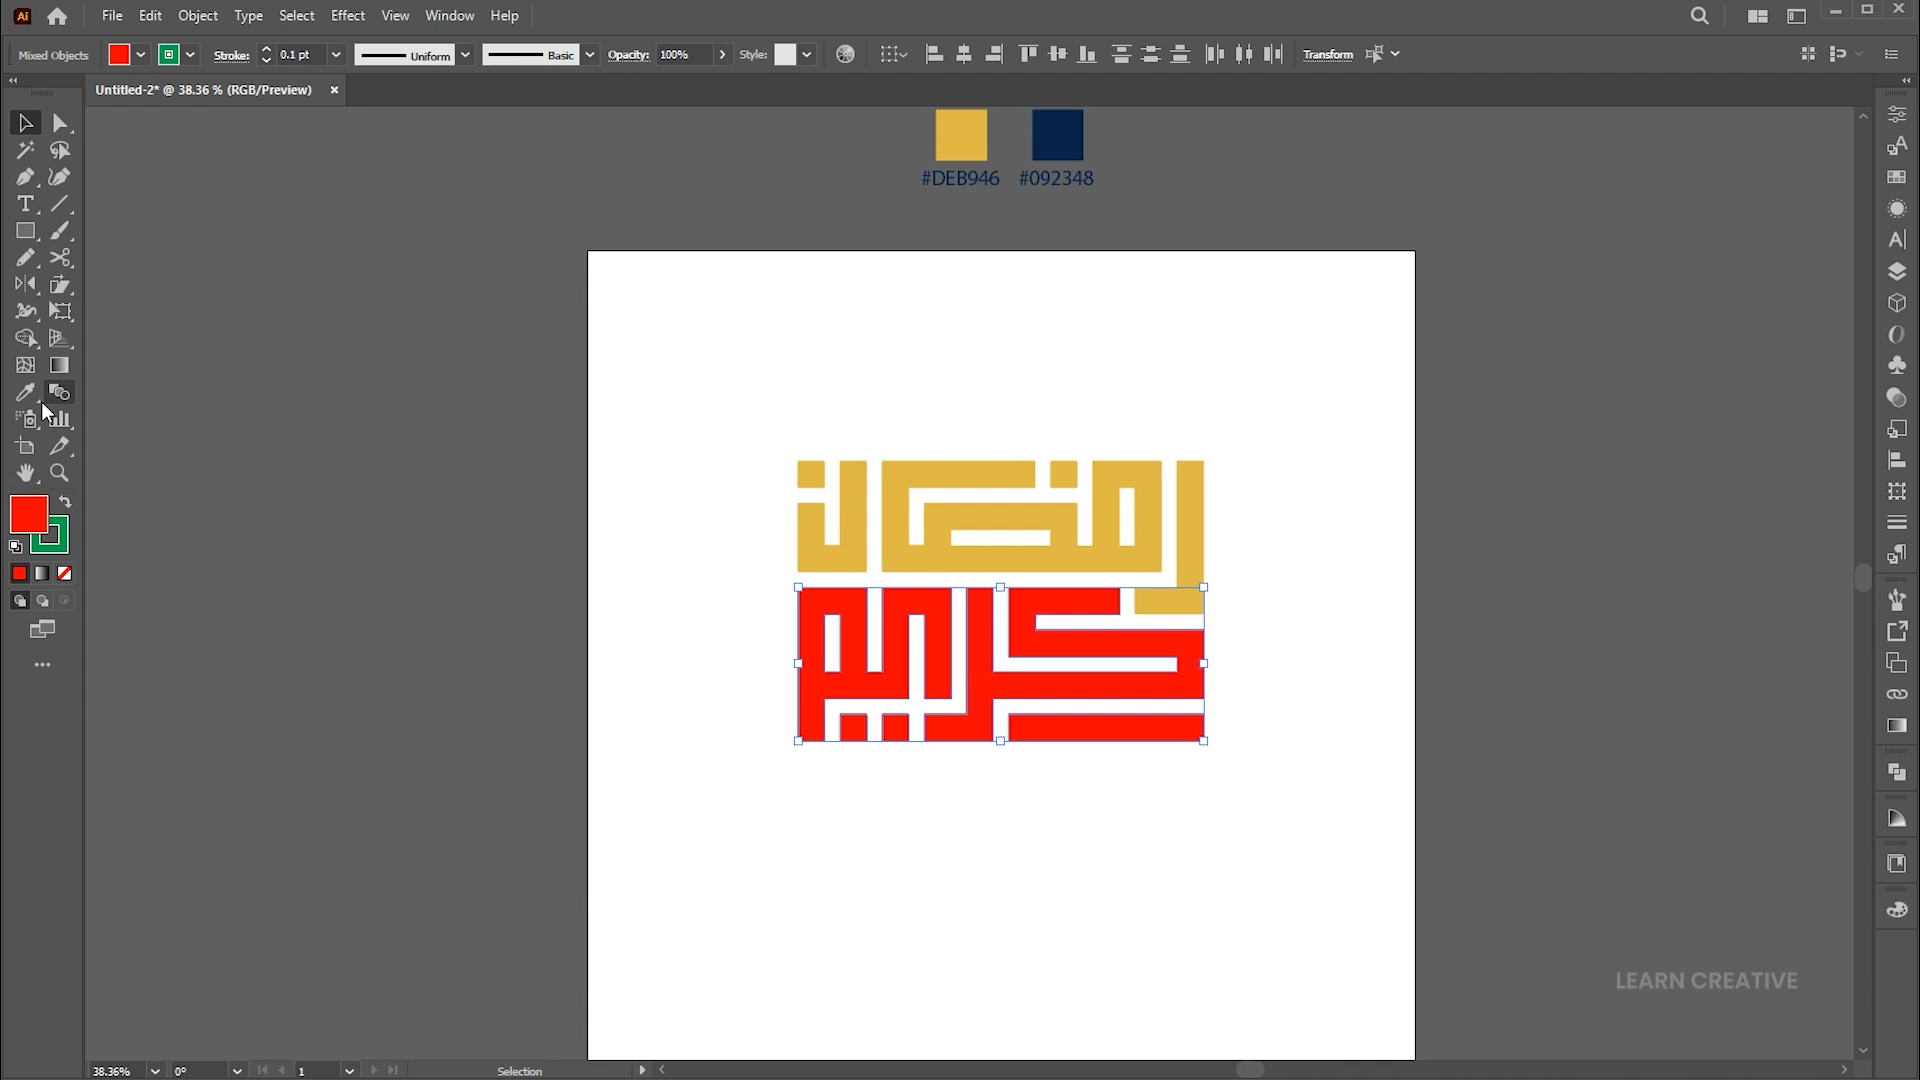 File Edit Object Type Select Effect View Window Help
Mixed Objects Stroke: 0.1 pt Uniform Basic Opacity: 100% Style: Transform
Untitled-2* @ 38.36 % (RGB/Preview)
#DEB946 #092348
رمضان
كريم
LEARN CREATIVE
38.36% 0° 1 Selection